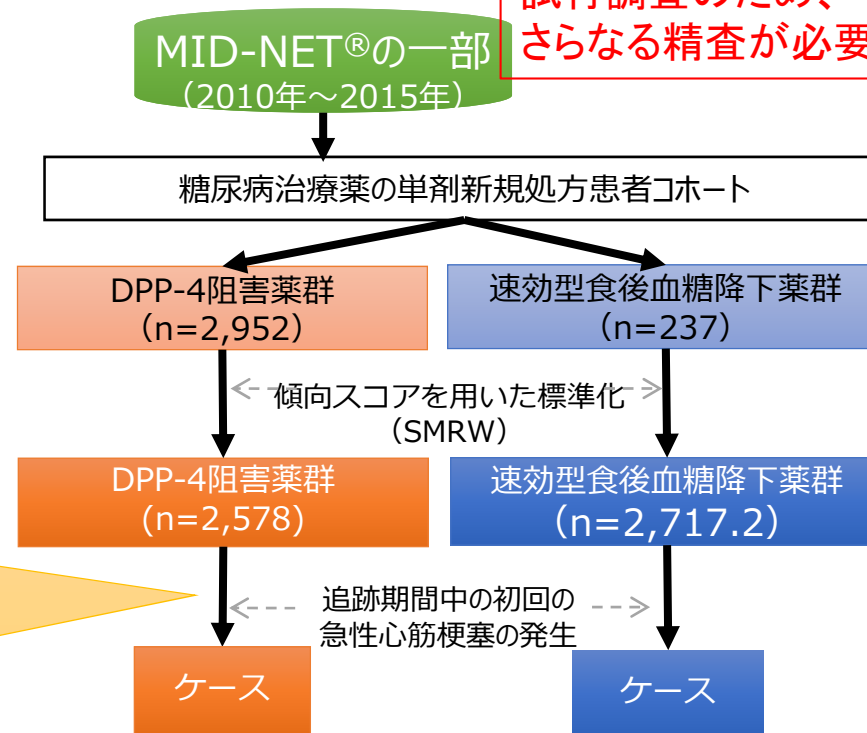 さらなる精査が必要
MID-NET®の一部
（2010年～2015年）
糖尿病治療薬の単剤新規処方患者コホート
DPP-4阻害薬群
（n=2,952）
速効型食後血糖降下薬群
（n=237）
傾向スコアを用いた標準化
（SMRW）
DPP-4阻害薬群
（n=2,578）
速効型食後血糖降下薬群
（n=2,717.2）
追跡期間中の初回の
急性心筋梗塞の発生
ケース
ケース